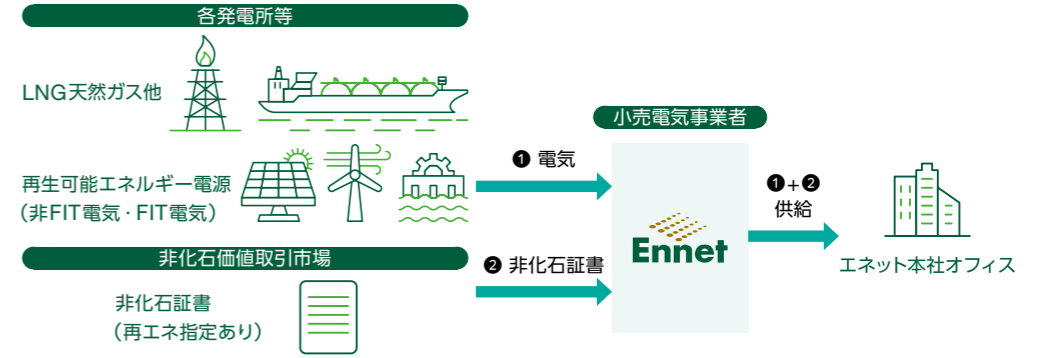 各発電所等
LNG天然ガス他
再生可能エネルギー電源
（非FIT電気・FIT電気）
非化石価値取引市場
非化石証書
（再エネ指定あり）
❶ 電気
❷ 非化石証書
小売電気事業者
Ennet
❶+❷
供給
エネット本社オフィス